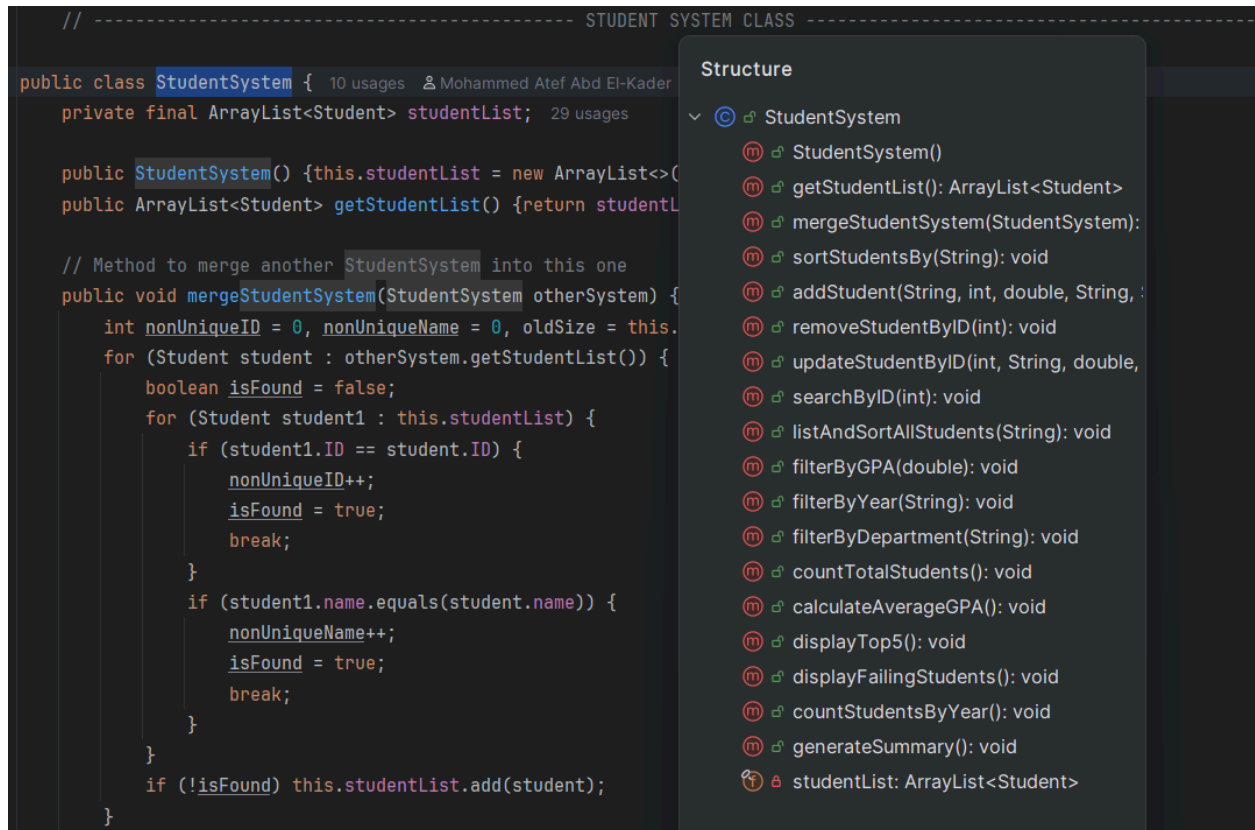 // ---------------------------------------------- STUDENT SYSTEM CLASS -------------------------------------------
public class StudentSystem { 10 usages Mohammed Atef Abd El-Kader
private final ArrayList<Student> studentList; 29 usages
public StudentSystem() {this.studentList = new ArrayList<>(
public ArrayList<Student> getStudentList() {return studentL
// Method to merge another StudentSystem into this one
public void mergeStudentSystem(StudentSystem otherSystem) {
int nonUniqueID = 0, nonUniqueName = 0, oldSize = this.
for (Student student : otherSystem.getStudentList()) {
boolean isFound = false;
for (Student student1 : this.studentList) {
if (student1.ID == student.ID) {
nonUniqueID++;
isFound = true;
break;
}
if (student1.name.equals(student.name)) {
nonUniqueName++;
isFound = true;
break;
}
}
if (!isFound) this.studentList.add(student);
}
Structure
StudentSystem
StudentSystem()
getStudentList(): ArrayList<Student>
mergeStudentSystem(StudentSystem):
sortStudentsBy(String): void
addStudent(String, int, double, String,
removeStudentByID(int): void
updateStudentByID(int, String, double,
searchByID(int): void
listAndSortAllStudents(String): void
filterByGPA(double): void
filterByYear(String): void
filterByDepartment(String): void
countTotalStudents(): void
calculateAverageGPA(): void
displayTop5(): void
displayFailingStudents(): void
countStudentsByYear(): void
generateSummary(): void
studentList: ArrayList<Student>